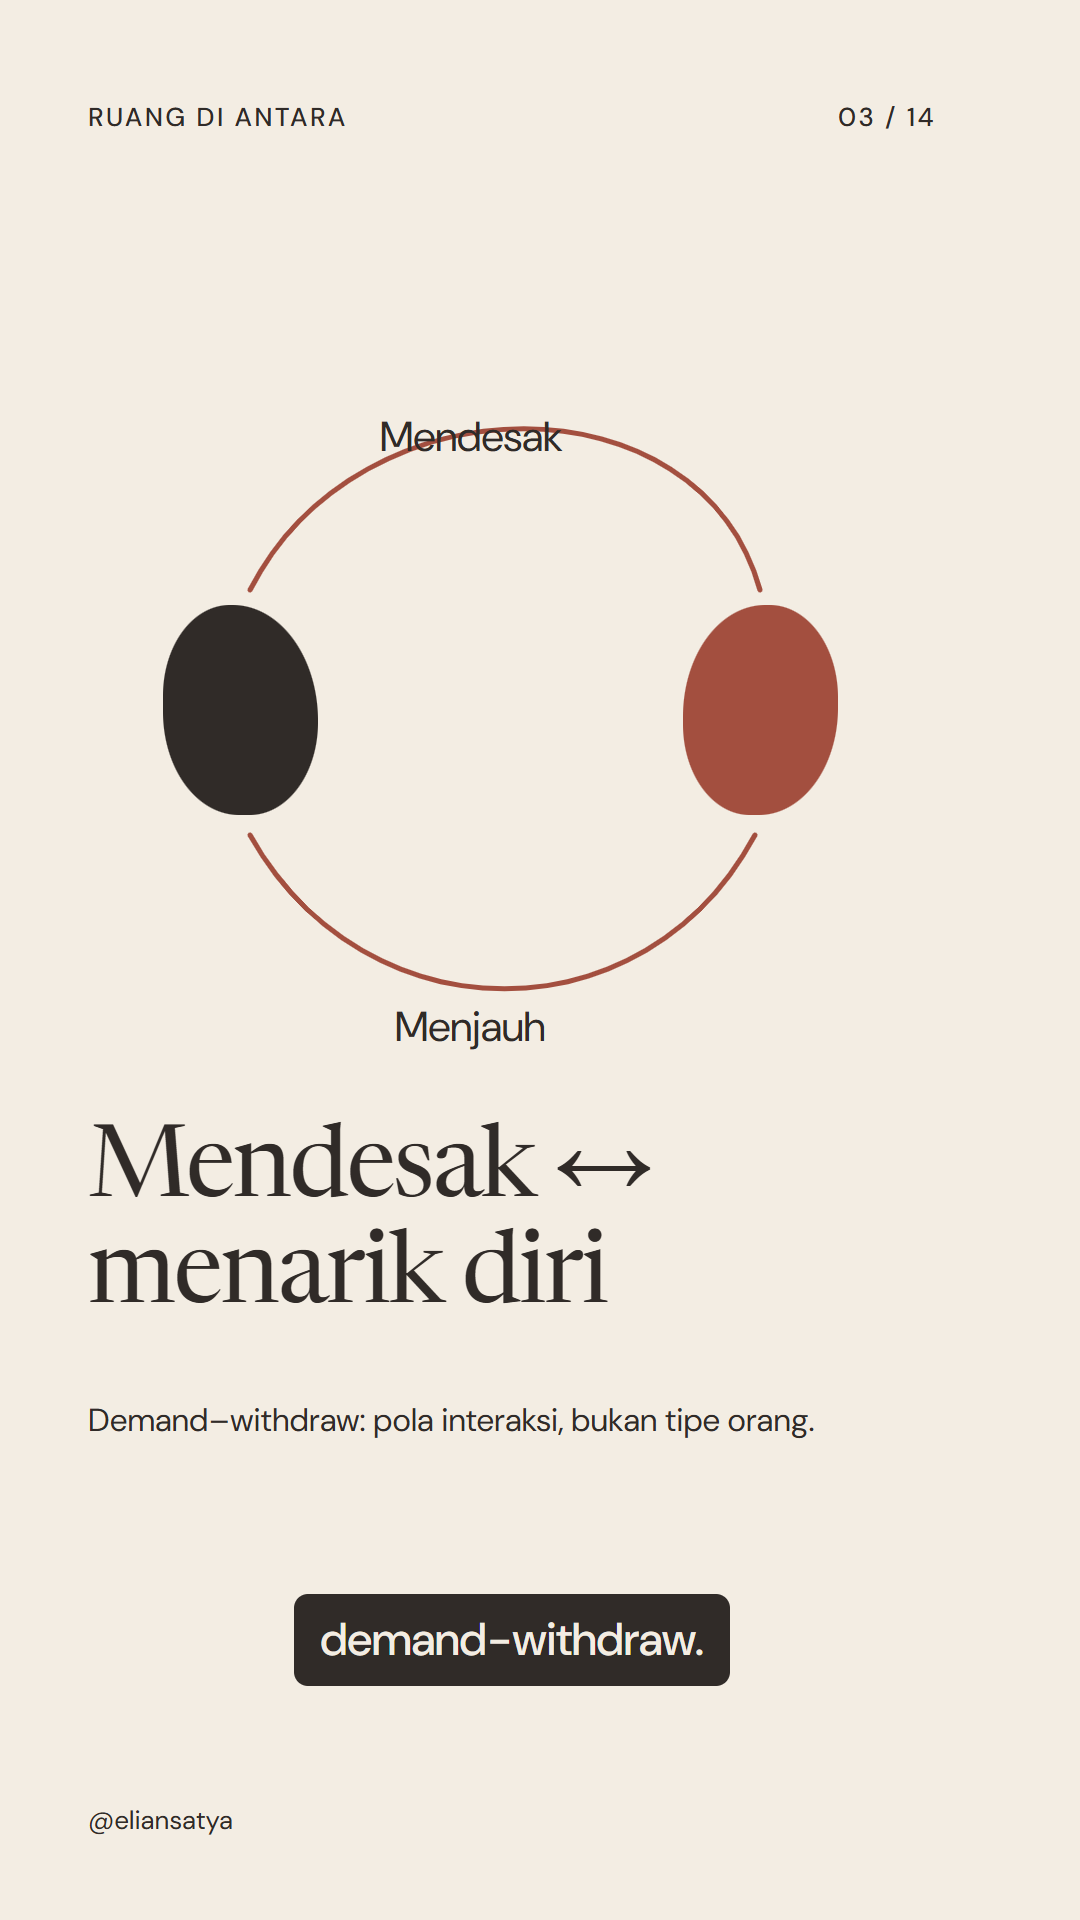 RUANG DI ANTARA
03 / 14
Mendesak
Menjauh
Mendesak ↔
menarik diri
Demand–withdraw: pola interaksi, bukan tipe orang.
demand–withdraw.
@eliansatya